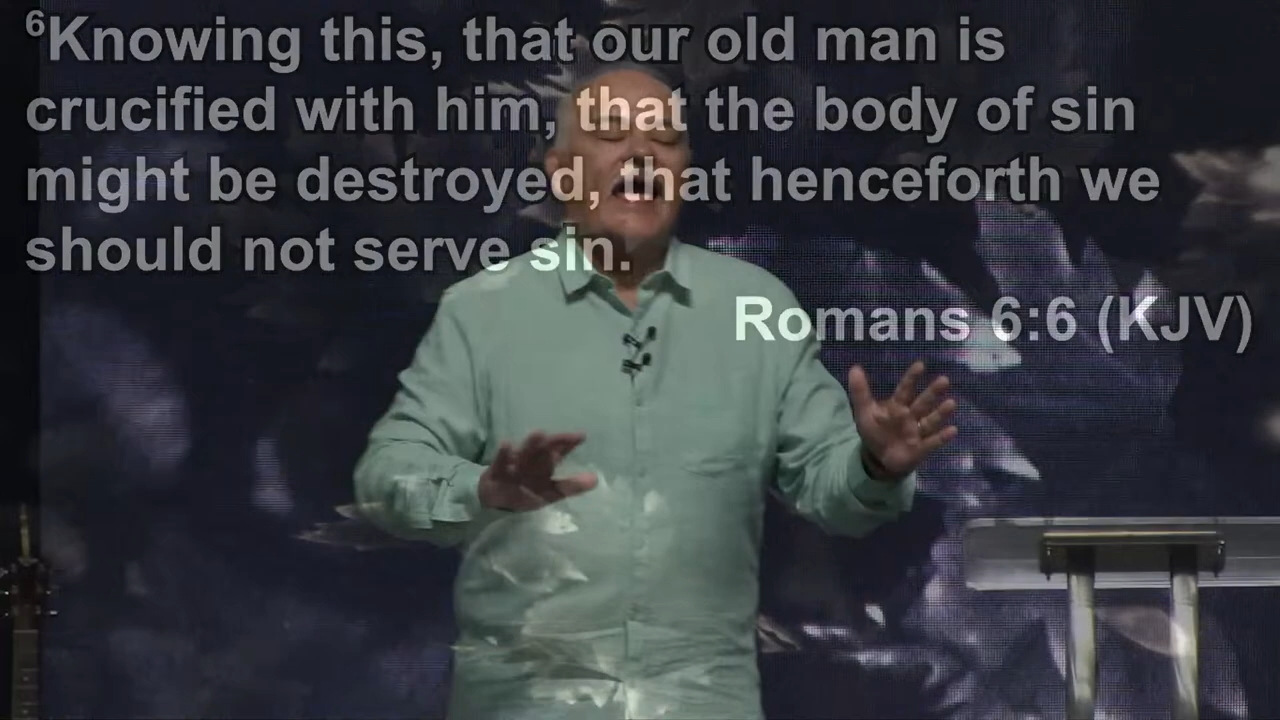 ⁶Knowing this, that our old man is
crucified with him, that the body of sin
might be destroyed, that henceforth we
should not serve sin.
Romans 6:6 (KJV)